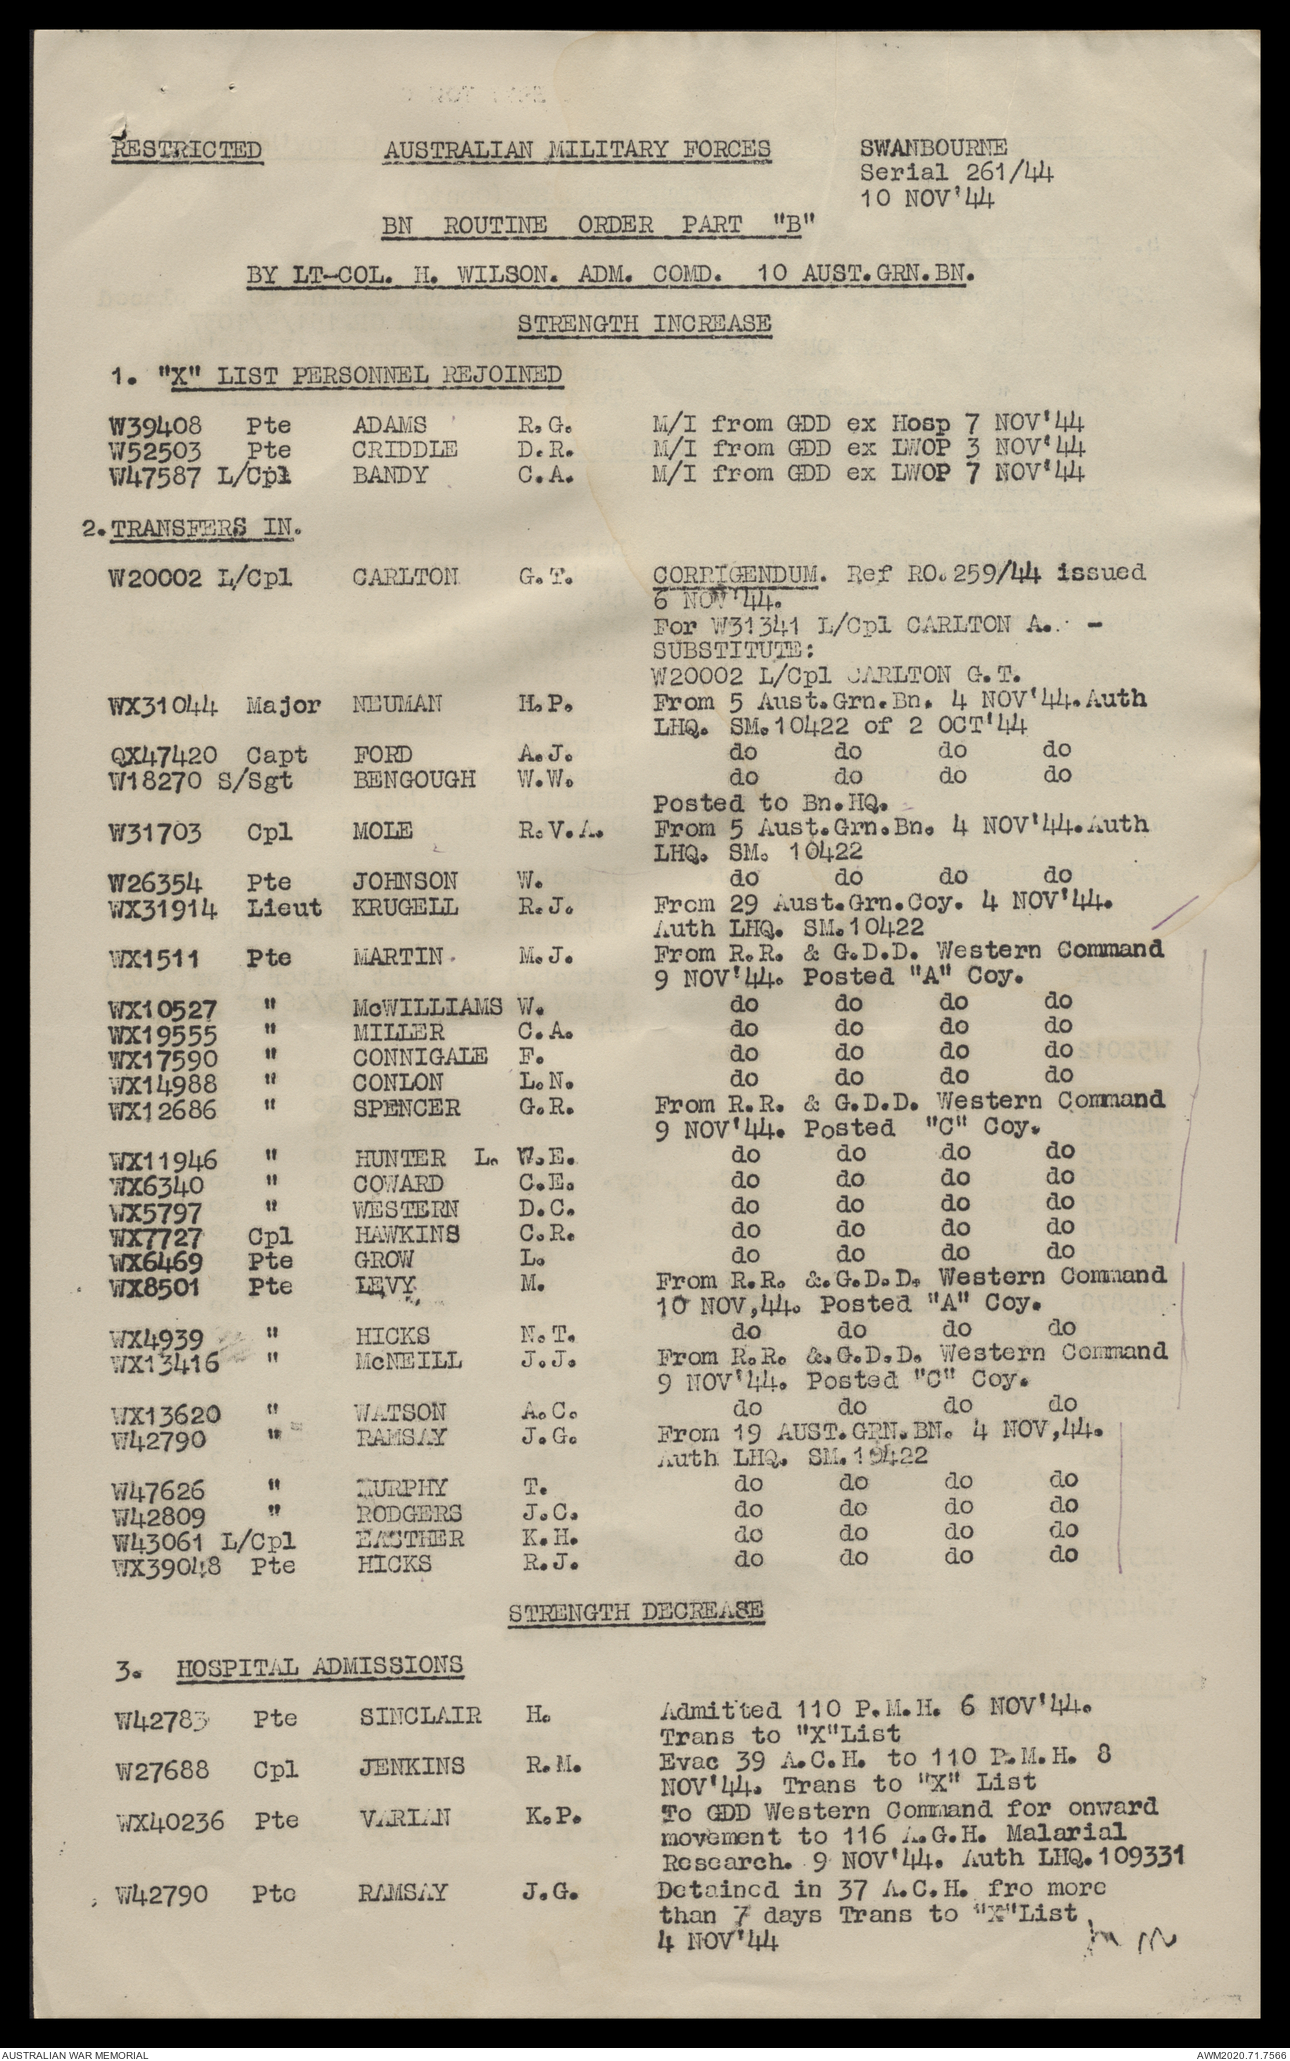 RESTRICTED AUSTRALIAN MILITARY FORCES SWANBOURNE
Serial 261/44
10 NOV'44
BN ROUTINE ORDER PART "B"
BY LT-COL. H. WILSON. ADM. COMD. 10 AUST.GRN.BN.
STRENGTH INCREASE
1. "X" LIST PERSONNEL REJOINED
W39408 Pte ADAMS R.G. M/I from GDD ex Hosp 7 NOV'44
W52503 Pte CRIDDLE D.R. M/I from GDD ex LWOP 3 NOV'44
W47587 L/Cpl BANDY C.A. M/I from GDD ex LWOP 7 NOV'44
2. TRANSFERS IN.
W20002 L/Cpl CARLTON G.T. CORRIGENDUM. Ref RO.259/44 issued
6 NOV'44.
For W31341 L/Cpl CARLTON A. -
SUBSTITUTE:
W20002 L/Cpl CARLTON G.T.
WX31044 Major NEUMAN H.P. From 5 Aust.Grn.Bn. 4 NOV'44.Auth
LHQ. SM.10422 of 2 OCT'44
QX47420 Capt FORD A.J. do do do do
W18270 S/Sgt BENGOUGH W.W. do do do do
Posted to Bn.HQ.
W31703 Cpl MOLE R.V.A. From 5 Aust.Grn.Bn. 4 NOV'44.Auth
LHQ. SM. 10422
W26354 Pte JOHNSON W. do do do do
WX31914 Lieut KRUGELL R.J. From 29 Aust.Grn.Coy. 4 NOV'44.
Auth LHQ. SM.10422
WX1511 Pte MARTIN M.J. From R.R. & G.D.D. Western Command
9 NOV'44. Posted "A" Coy.
WX10527 " McWILLIAMS W. do do do do
WX19555 " MILLER C.A. do do do do
WX17590 " CONNIGALE F. do do do do
WX14988 " CONLON L.N. do do do do
WX12686 " SPENCER G.R. From R.R. & G.D.D. Western Command
9 NOV'44. Posted "C" Coy.
WX11946 " HUNTER L. W.E. do do do do
WX6340 " COWARD C.E. do do do do
WX5797 " WESTERN D.C. do do do do
WX7727 Cpl HAWKINS C.R. do do do do
WX6469 Pte GROW L. do do do do
WX8501 Pte LEVY M. From R.R. &.G.D.D. Western Command
10 NOV,44. Posted "A" Coy.
WX4939 " HICKS N.T. do do do do
WX13416 " McNEILL J.J. From R.R. &.G.D.D. Western Command
9 NOV'44. Posted "C" Coy.
WX13620 " WATSON A.C. do do do do
W42790 " RAMSAY J.G. From 19 AUST.GRN.BN. 4 NOV,44.
Auth LHQ. SM.10422
W47626 " MURPHY T. do do do do
W42809 " RODGERS J.C. do do do do
W43061 L/Cpl EASTHER K.H. do do do do
WX39048 Pte HICKS R.J. do do do do
STRENGTH DECREASE
3. HOSPITAL ADMISSIONS
W42783 Pte SINCLAIR H. Admitted 110 P.M.H. 6 NOV'44.
Trans to "X"List
W27688 Cpl JENKINS R.M. Evac 39 A.C.H. to 110 P.M.H. 8
NOV'44. Trans to "X" List
WX40236 Pte VARIAN K.P. To GDD Western Command for onward
movement to 116 A.G.H. Malarial
Research. 9 NOV'44. Auth LHQ.109331
W42790 Pte RAMSAY J.G. Detained in 37 A.C.H. fro more
than 7 days Trans to "X"List
4 NOV'44
AUSTRALIAN WAR MEMORIAL AWM2020.71.7566